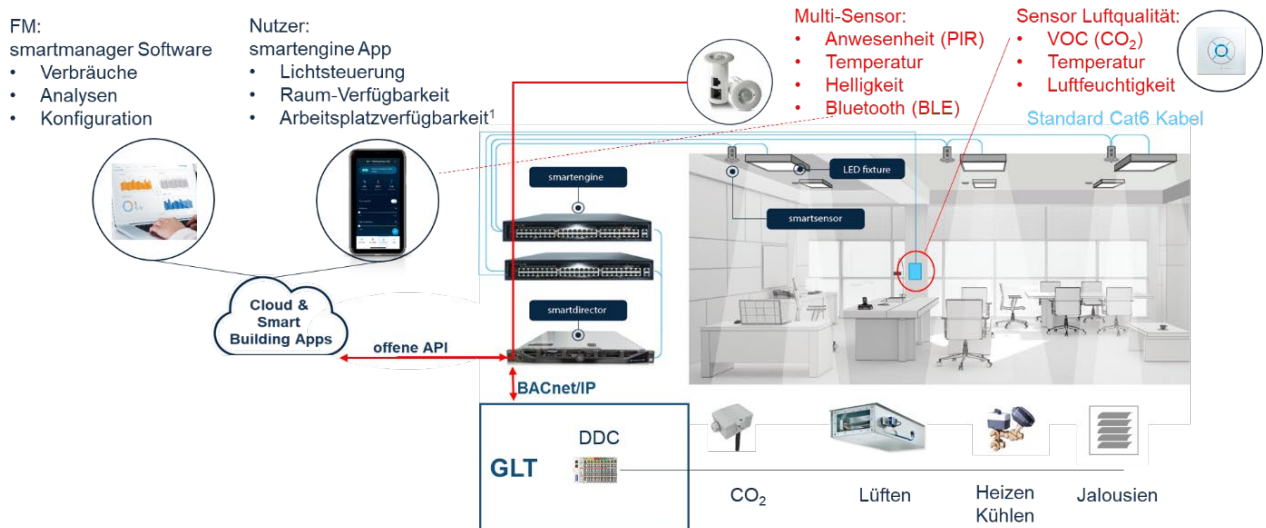 FM:
smartmanager Software
• Verbräuche
• Analysen
• Konfiguration
Nutzer:
smartengine App
• Lichtsteuerung
• Raum-Verfügbarkeit
• Arbeitsplatzverfügbarkeit¹
Multi-Sensor:
• Anwesenheit (PIR)
• Temperatur
• Helligkeit
• Bluetooth (BLE)
Sensor Luftqualität:
• VOC (CO₂)
• Temperatur
• Luftfeuchtigkeit
Standard Cat6 Kabel
smartengine
LED fixture
smartsensor
smartdirector
Cloud &
Smart
Building Apps
offene API
BACnet/IP
GLT
DDC
CO₂
Lüften
Heizen
Kühlen
Jalousien